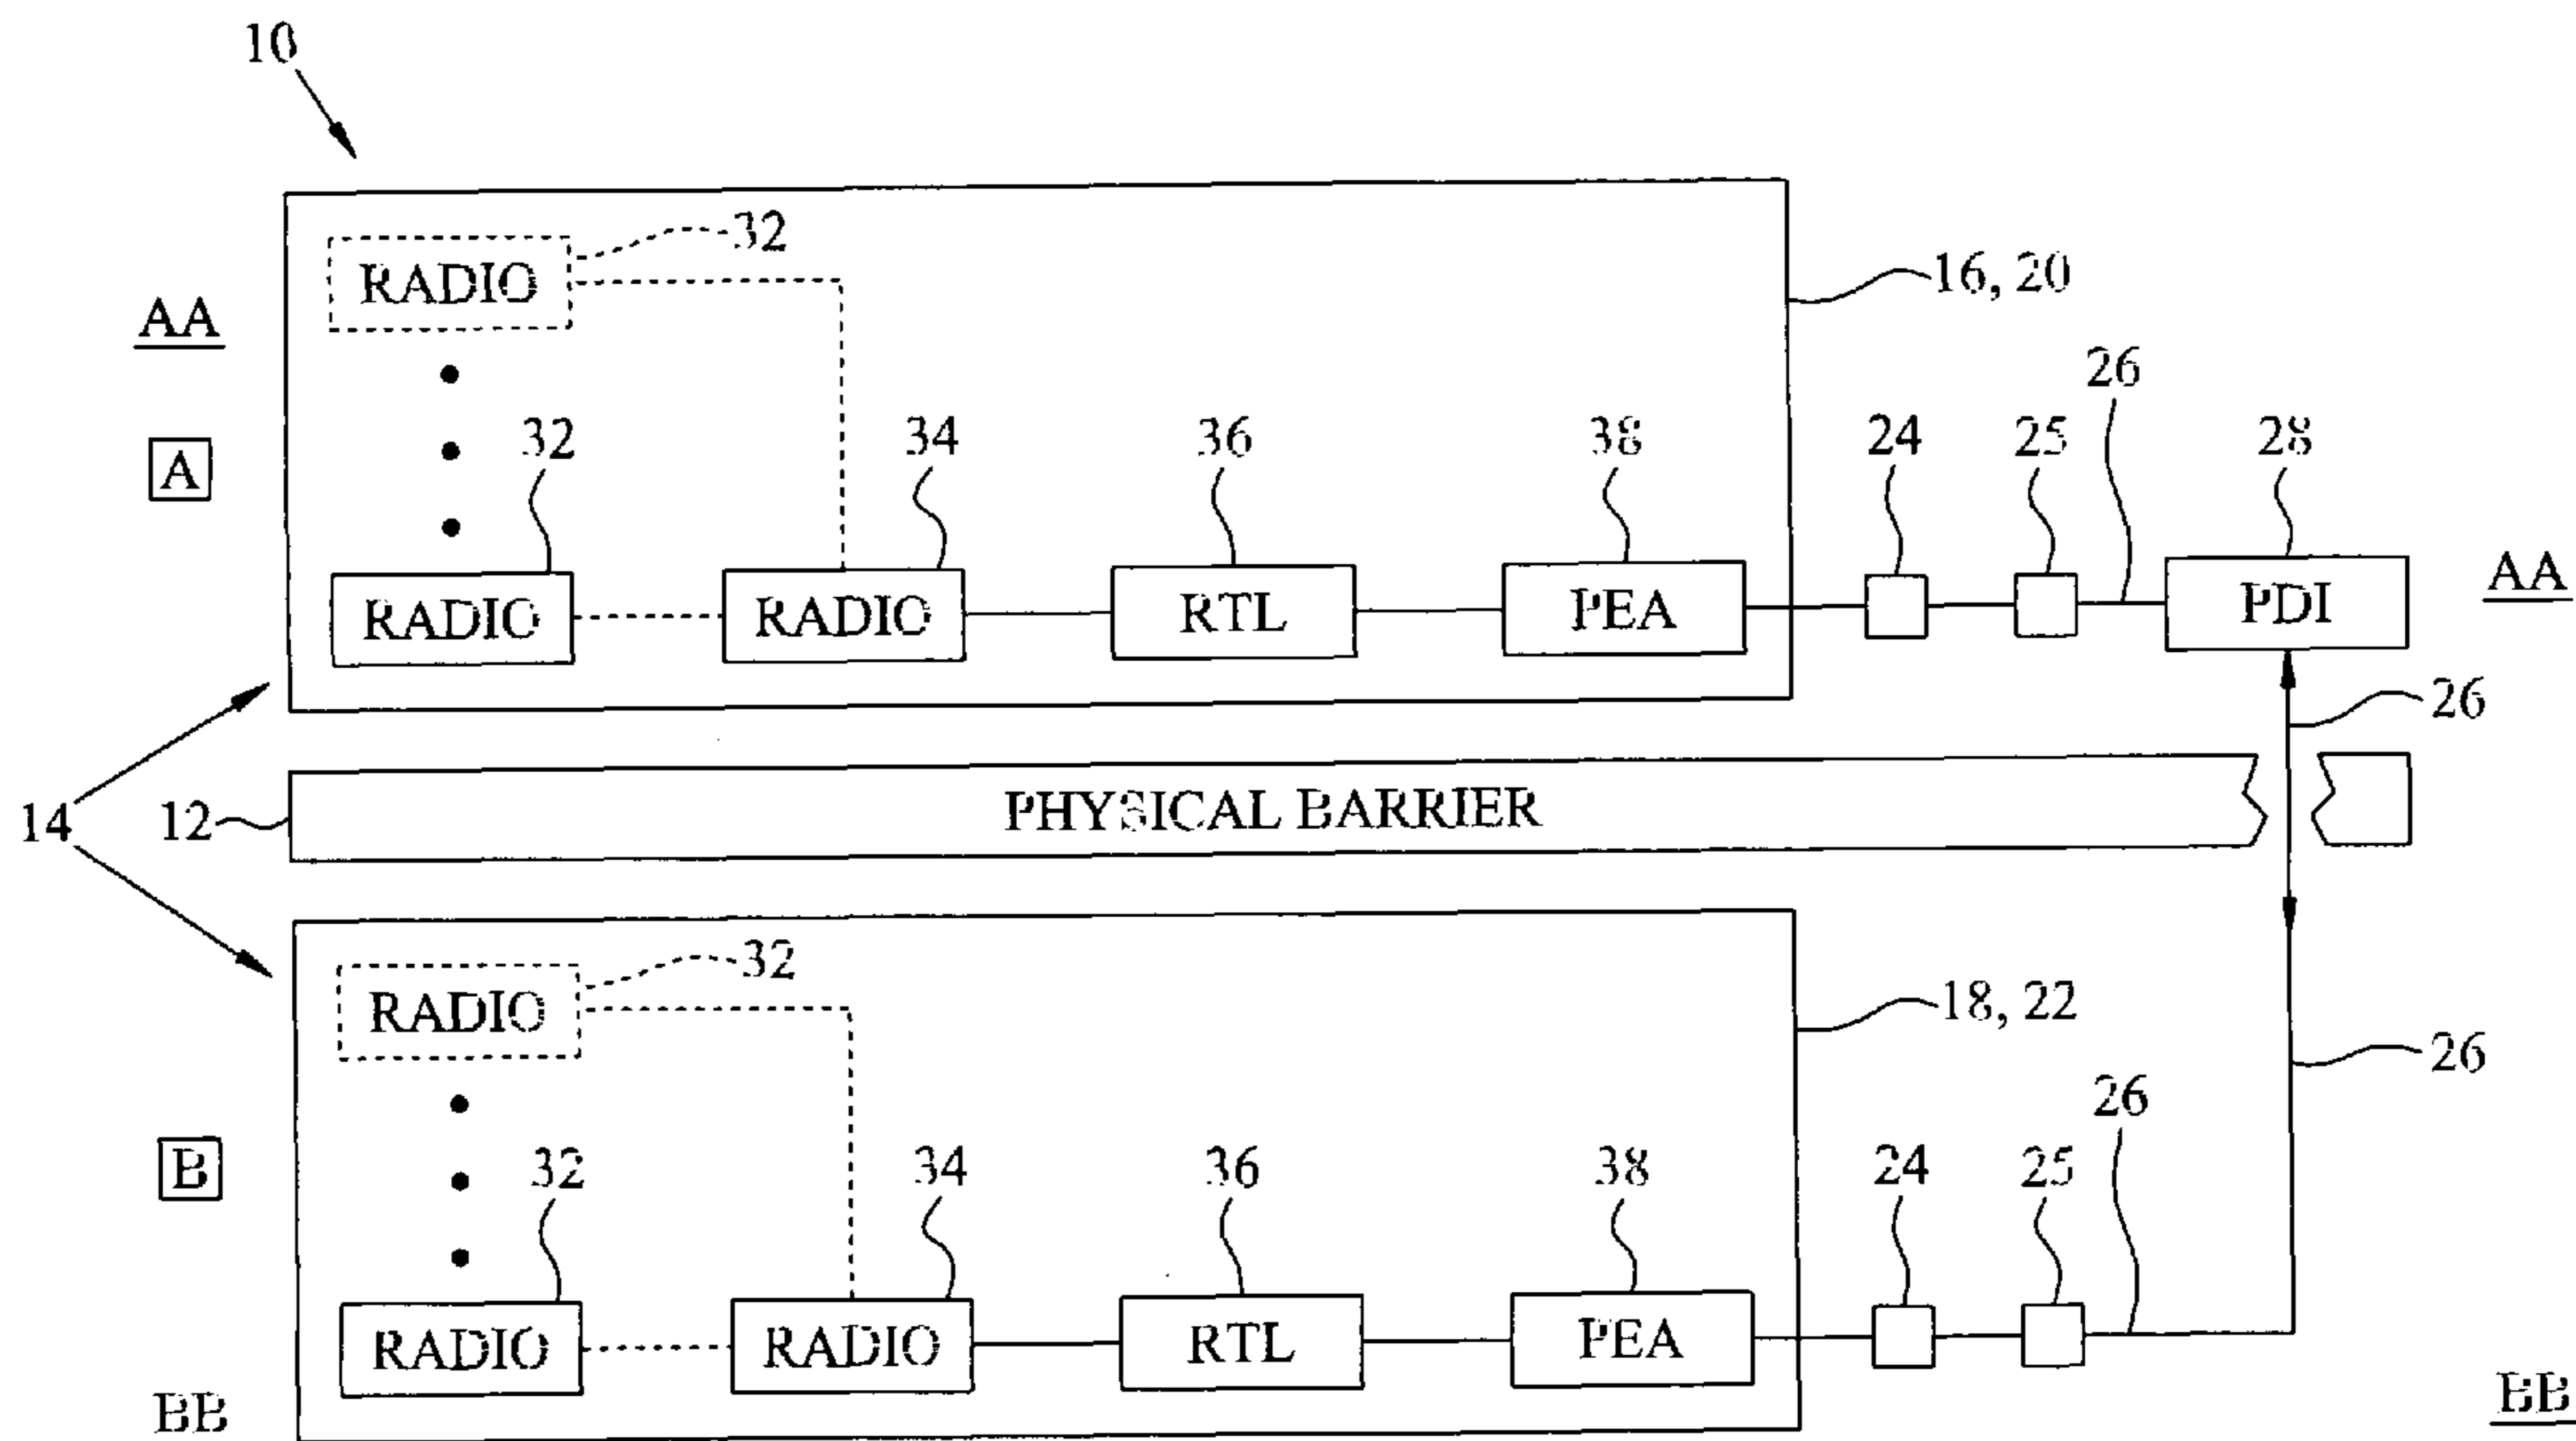 10
32
RADIO
16, 20
AA
26
A
32
34
36
38
24
25
28
RADIO
RADIO
RTL
PEA
PDI
AA
26
14
12
PHYSICAL BARRIER
32
RADIO
18, 22
26
26
B
32
34
36
38
24
25
RADIO
RADIO
RTL
PEA
BB
BB